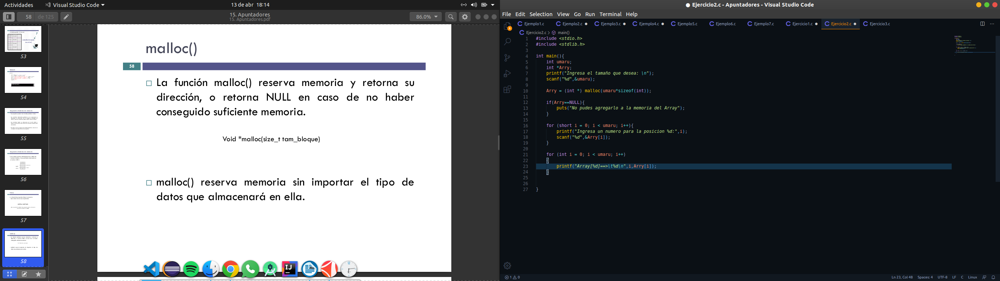 Actividades
Visual Studio Code
13 de abr 18:14
58
de 125
15. Apuntadores
15. Apuntadores.pdf
86.0%
53
54
55
56
57
58
malloc()
58
La función malloc() reserva memoria y retorna su
dirección, o retorna NULL en caso de no haber
conseguido suficiente memoria.
Void *malloc(size_t tam_bloque)
malloc() reserva memoria sin importar el tipo de
datos que almacenará en ella.
Ejercicio2.c - Apuntadores - Visual Studio Code
File Edit Selection View Go Run Terminal Help
Ejemplo1.c Ejemplo2.c Ejemplo3.c Ejemplo4.c Ejemplo5.c Ejemplo6.c Ejemplo7.c Ejercicio1.c Ejercicio2.c Ejercicio3.c
Ejercicio2.c > main()
1 #include <stdio.h>
2 #include <stdlib.h>
3
4 int main(){
5 int umaru;
6 int *Arry;
7 printf("Ingresa el tamaño que desea: \n");
8 scanf("%d",&umaru);
9
10 Arry = (int *) malloc(umaru*sizeof(int));
11
12 if(Arry==NULL){
13 puts("No pudes agregarlo a la memoria del Array");
14 }
15
16 for (short i = 0; i < umaru; i++){
17 printf("Ingresa un numero para la posicion %d:",i);
18 scanf("%d",&Arry[i]);
19 }
20
21 for (int i = 0; i < umaru; i++)
22 {
23 printf("Array[%d]==>\t%d\n",i,Arry[i]);
24 }
25
26
27 }
1 0
Ln 23, Col 48 Spaces: 4 UTF-8 LF C Linux